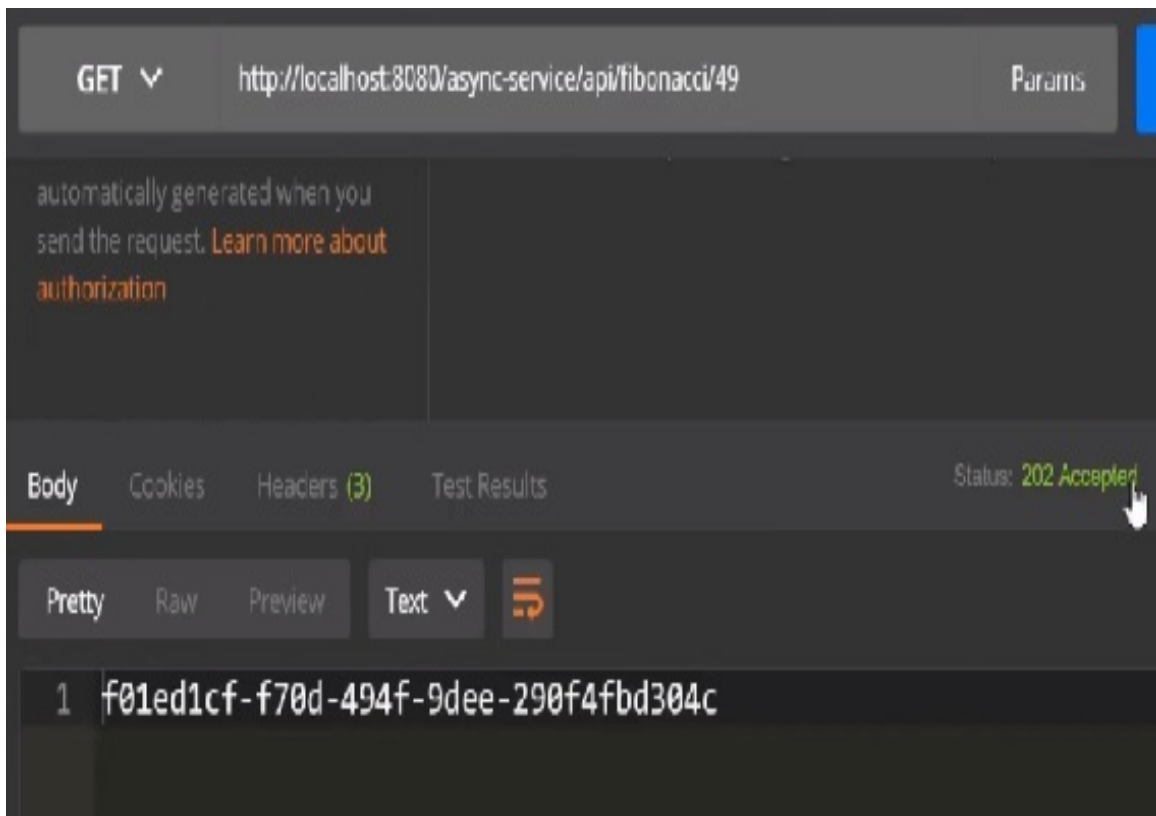 GET http://localhost:8080/async-service/api/fibonacci/49 Params
automatically generated when you
send the request. Learn more about
authorization
Body Cookies Headers (3) Test Results Status: 202 Accepted
Pretty Raw Preview Text
1 f01ed1cf-f70d-494f-9dee-290f4fbd304c